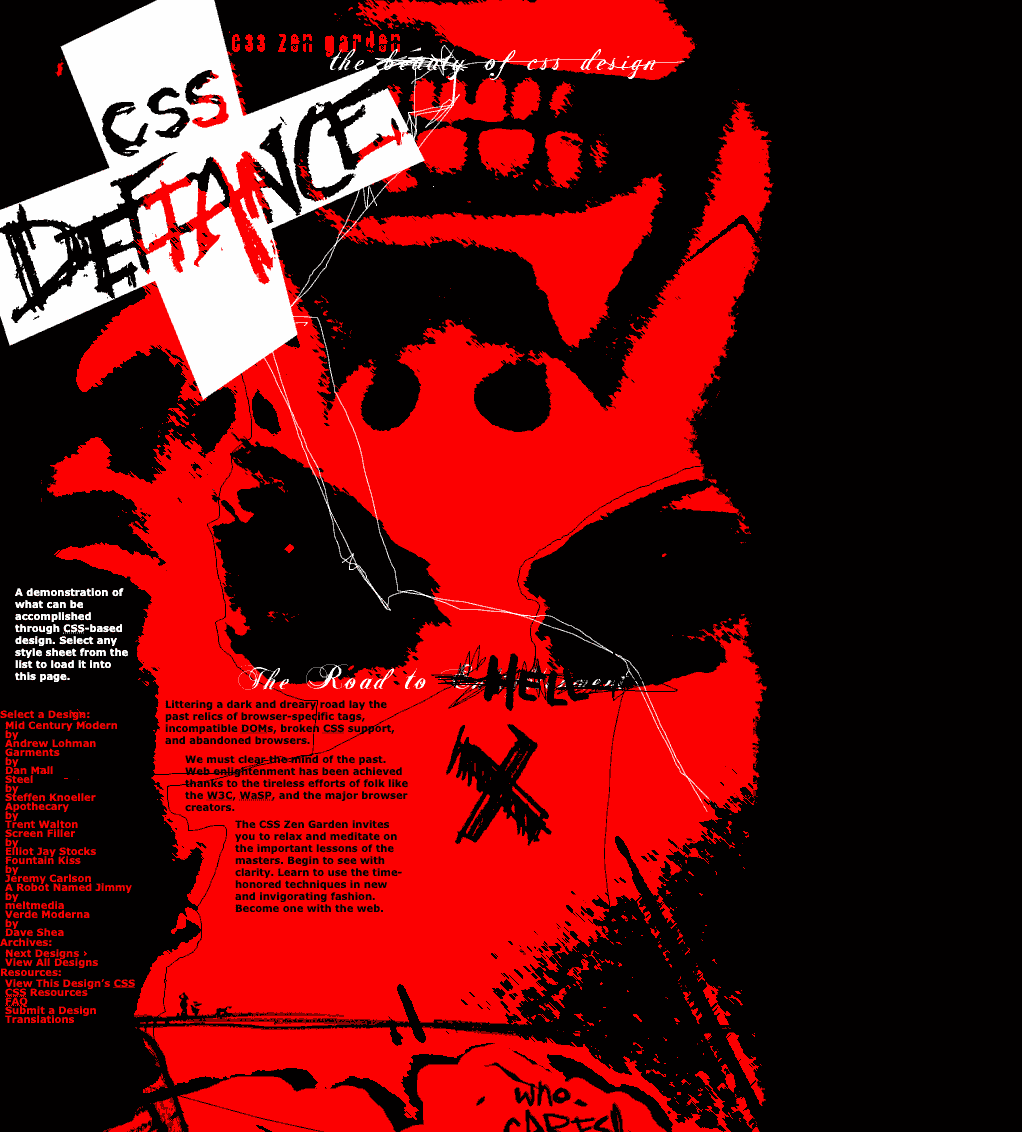 css zen garden
the beauty of css design
CSS
DEFIANCE
A demonstration of
what can be
accomplished
through CSS-based
design. Select any
style sheet from the
list to load it into
this page.
The Road to
HELL
Littering a dark and dreary road lay the
past relics of browser-specific tags,
incompatible DOMs, broken CSS support,
and abandoned browsers.
We must clear the mind of the past.
Web enlightenment has been achieved
thanks to the tireless efforts of folk like
the W3C, WaSP, and the major browser
creators.
The CSS Zen Garden invites
you to relax and meditate on
the important lessons of the
masters. Begin to see with
clarity. Learn to use the time-
honored techniques in new
and invigorating fashion.
Become one with the web.
Select a Design:
Mid Century Modern
by
Andrew Lohman
Garments
by
Dan Mall
Steel
by
Steffen Knoeller
Apothecary
by
Trent Walton
Screen Filler
by
Elliot Jay Stocks
Fountain Kiss
by
Jeremy Carlson
A Robot Named Jimmy
by
meltmedia
Verde Moderna
by
Dave Shea
Archives:
Next Designs ›
View All Designs
Resources:
View This Design's CSS
CSS Resources
FAQ
Submit a Design
Translations
WHO
CARES!